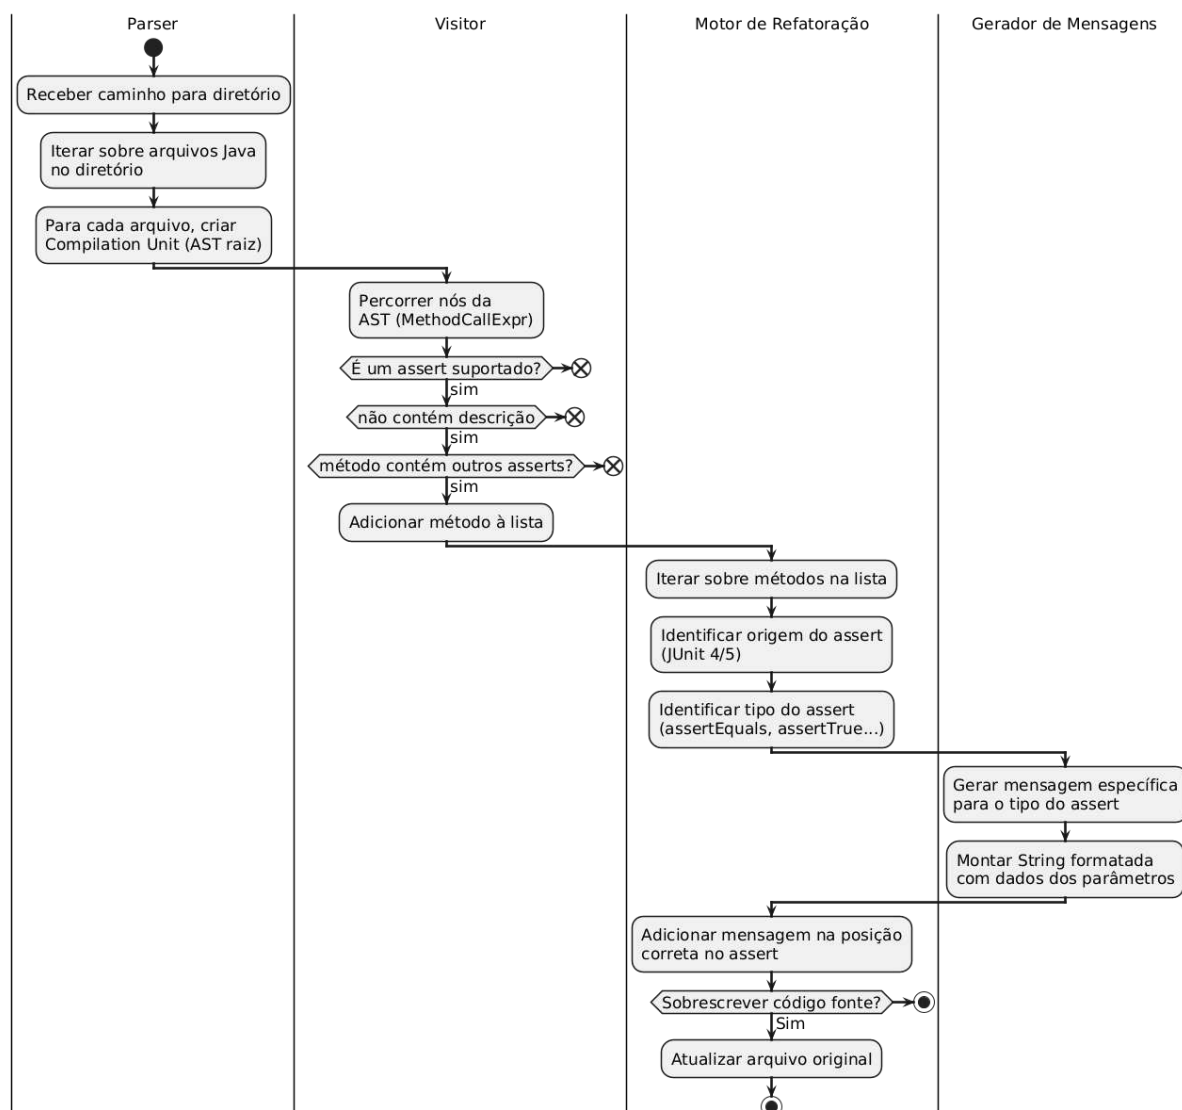 Parser
Visitor
Motor de Refatoração
Gerador de Mensagens
Receber caminho para diretório
Iterar sobre arquivos Java
no diretório
Para cada arquivo, criar
Compilation Unit (AST raiz)
Percorrer nós da
AST (MethodCallExpr)
É um assert suportado?
sim
não contém descrição
sim
método contém outros asserts?
sim
Adicionar método à lista
Iterar sobre métodos na lista
Identificar origem do assert
(JUnit 4/5)
Identificar tipo do assert
(assertEquals, assertTrue...)
Gerar mensagem específica
para o tipo do assert
Montar String formatada
com dados dos parâmetros
Adicionar mensagem na posição
correta no assert
Sobrescrever código fonte?
Sim
Atualizar arquivo original